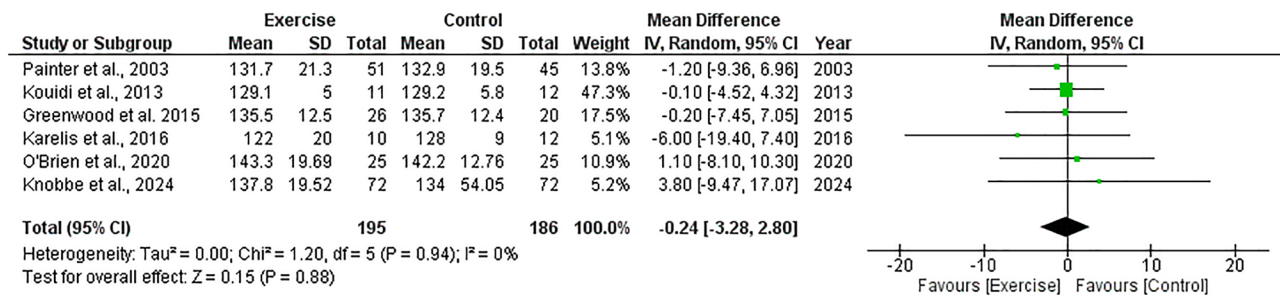 Exercise Control Mean Difference Mean Difference
Study or Subgroup Mean SD Total Mean SD Total Weight IV, Random, 95% CI Year IV, Random, 95% CI
Painter et al., 2003 131.7 21.3 51 132.9 19.5 45 13.8% -1.20 [-9.36, 6.96] 2003
Kouidi et al., 2013 129.1 5 11 129.2 5.8 12 47.3% -0.10 [-4.52, 4.32] 2013
Greenwood et al. 2015 135.5 12.5 26 135.7 12.4 20 17.5% -0.20 [-7.45, 7.05] 2015
Karelis et al. 2016 122 20 10 128 9 12 5.1% -6.00 [-19.40, 7.40] 2016
O'Brien et al., 2020 143.3 19.69 25 142.2 12.76 25 10.9% 1.10 [-8.10, 10.30] 2020
Knobbe et al., 2024 137.8 19.52 72 134 54.05 72 5.2% 3.80 [-9.47, 17.07] 2024
Total (95% CI) 195 186 100.0% -0.24 [-3.28, 2.80]
Heterogeneity: Tau² = 0.00; Chi² = 1.20, df = 5 (P = 0.94); I² = 0%
Test for overall effect: Z = 0.15 (P = 0.88)
-20 -10 0 10 20
Favours [Exercise] Favours [Control]